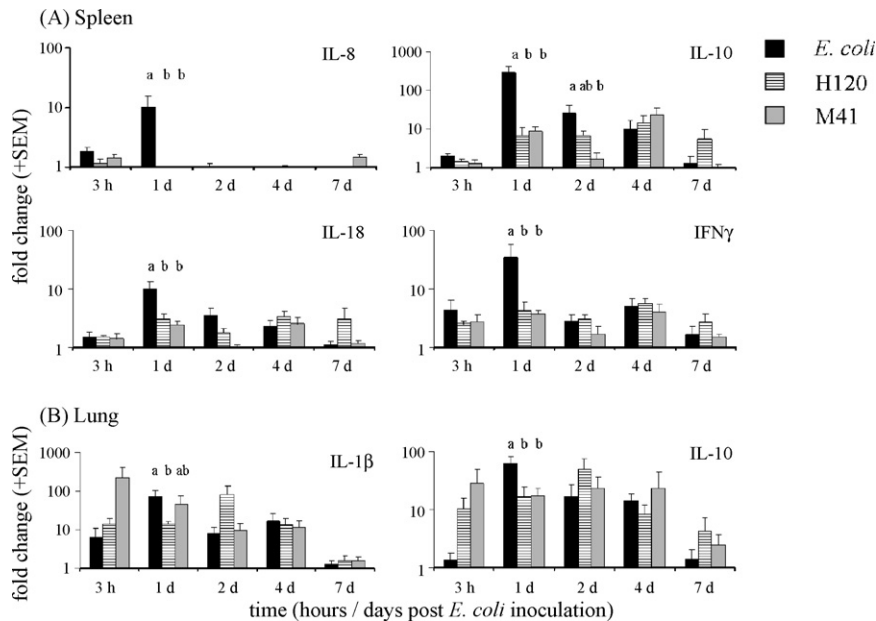 (A) Spleen
fold change (+SEM)
IL-8
100
10
1
a b b
3 h 1 d 2 d 4 d 7 d
IL-10
1000
100
10
1
a b b
a ab b
3 h 1 d 2 d 4 d 7 d
E. coli
H120
M41
IL-18
100
10
1
a b b
3 h 1 d 2 d 4 d 7 d
IFNγ
100
10
1
a b b
3 h 1 d 2 d 4 d 7 d
(B) Lung
fold change (+SEM)
IL-1β
1000
100
10
1
a b ab
3 h 1 d 2 d 4 d 7 d
IL-10
100
10
1
a b b
3 h 1 d 2 d 4 d 7 d
time (hours / days post E. coli inoculation)